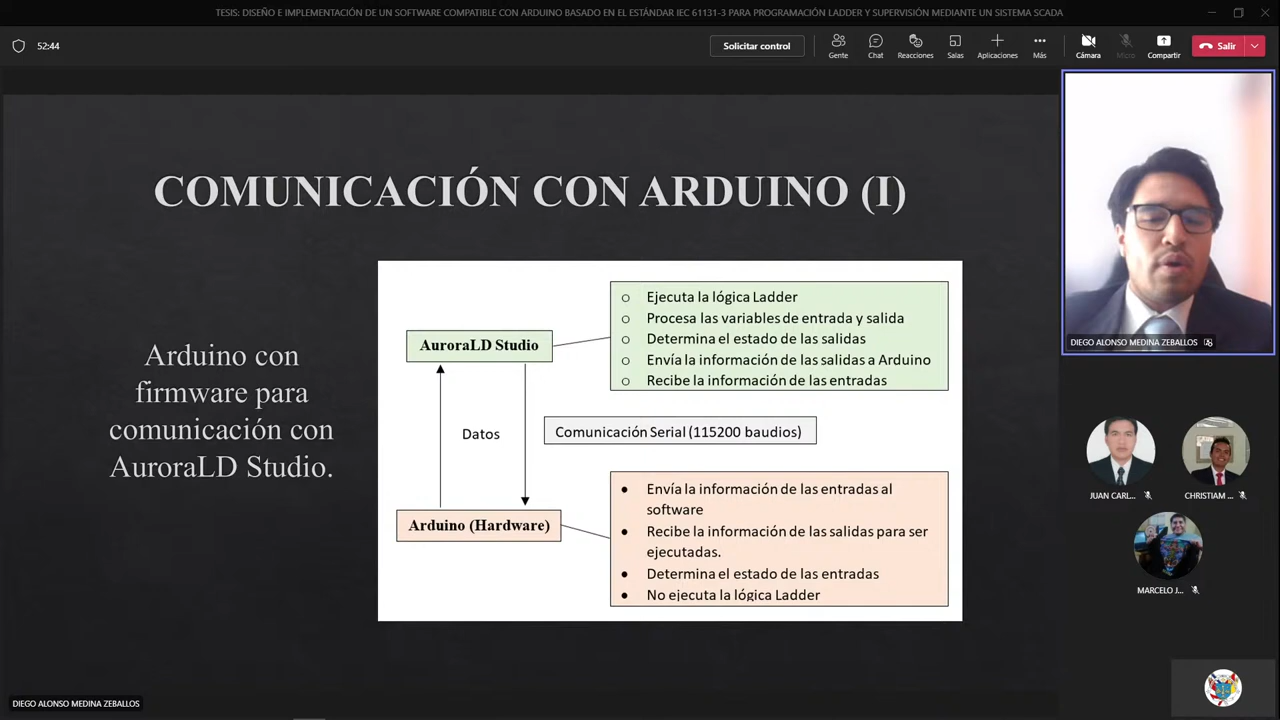 TESIS: DISEÑO E IMPLEMENTACIÓN DE UN SOFTWARE COMPATIBLE CON ARDUINO BASADO EN EL ESTÁNDAR IEC 61131-3 PARA PROGRAMACIÓN LADDER Y SUPERVISIÓN MEDIANTE UN SISTEMA SCADA
52:44
Solicitar control
Gente
Chat
Reacciones
Salas
Aplicaciones
Más
Cámara
Micro
Compartir
Salir
COMUNICACIÓN CON ARDUINO (I)
Arduino con
firmware para
comunicación con
AuroraLD Studio.
AuroraLD Studio
o Ejecuta la lógica Ladder
o Procesa las variables de entrada y salida
o Determina el estado de las salidas
o Envía la información de las salidas a Arduino
o Recibe la información de las entradas
Datos
Comunicación Serial (115200 baudios)
Arduino (Hardware)
• Envía la información de las entradas al
software
• Recibe la información de las salidas para ser
ejecutadas.
• Determina el estado de las entradas
• No ejecuta la lógica Ladder
DIEGO ALONSO MEDINA ZEBALLOS
JUAN CARL...
CHRISTIAM ...
MARCELO J...
DIEGO ALONSO MEDINA ZEBALLOS